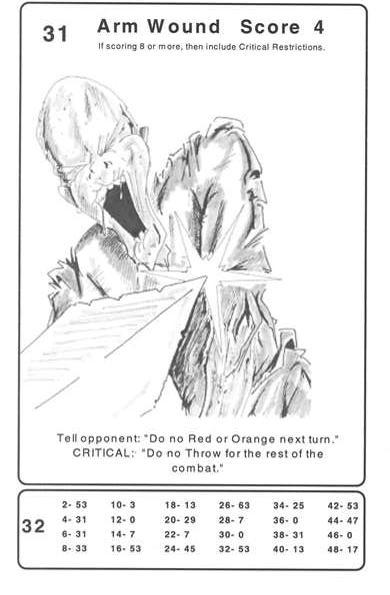 31 Arm Wound Score 4
If scoring 8 or more, then include Critical Restrictions.
Tell opponent: "Do no Red or Orange next turn."
CRITICAL: "Do no Throw for the rest of the
combat."
32
2- 53 10- 3 18- 13 26- 63 34- 25 42- 53
4- 31 12- 0 20- 29 28- 7 36- 0 44- 47
6- 31 14- 7 22- 7 30- 0 38- 31 46- 0
8- 33 16- 53 24- 45 32- 53 40- 13 48- 17